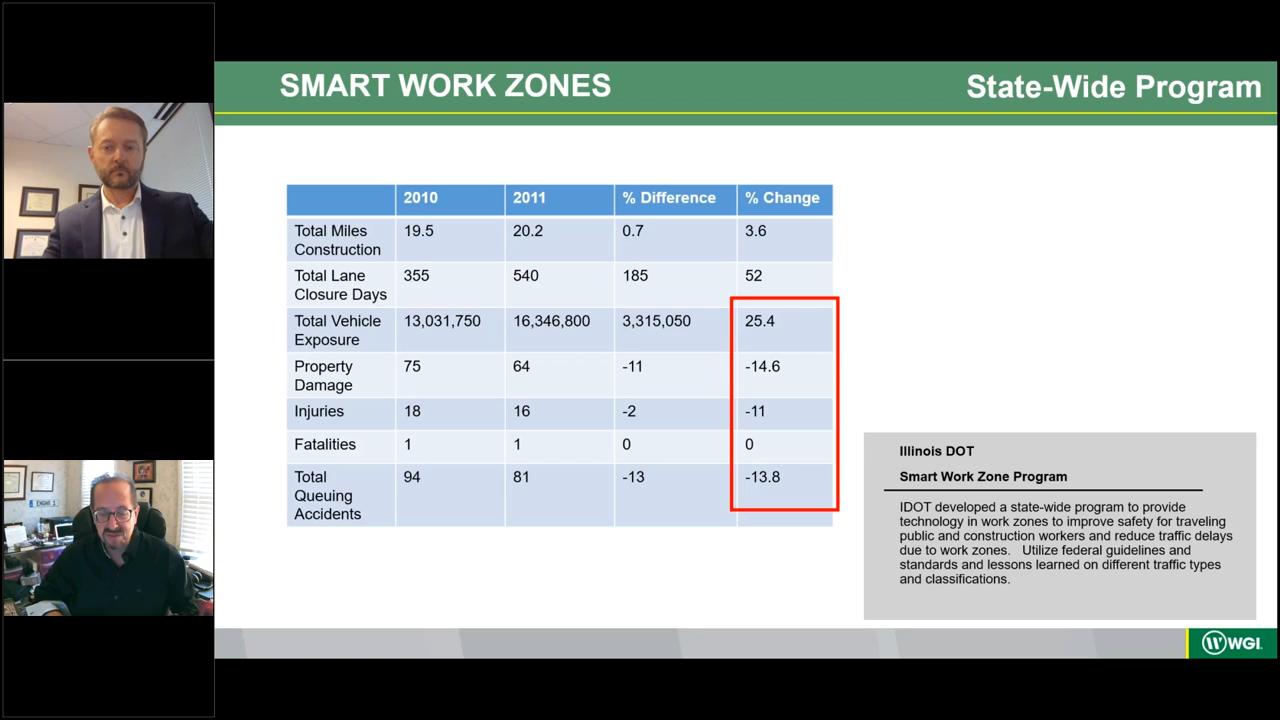 SMART WORK ZONES
State-Wide Program
2010 2011 % Difference % Change
Total Miles Construction 19.5 20.2 0.7 3.6
Total Lane Closure Days 355 540 185 52
Total Vehicle Exposure 13,031,750 16,346,800 3,315,050 25.4
Property Damage 75 64 -11 -14.6
Injuries 18 16 -2 -11
Fatalities 1 1 0 0
Total Queuing Accidents 94 81 -13 -13.8
Illinois DOT
Smart Work Zone Program
IDOT developed a state-wide program to provide
technology in work zones to improve safety for traveling
public and construction workers and reduce traffic delays
due to work zones. Utilize federal guidelines and
standards and lessons learned on different traffic types
and classifications.
WGI.